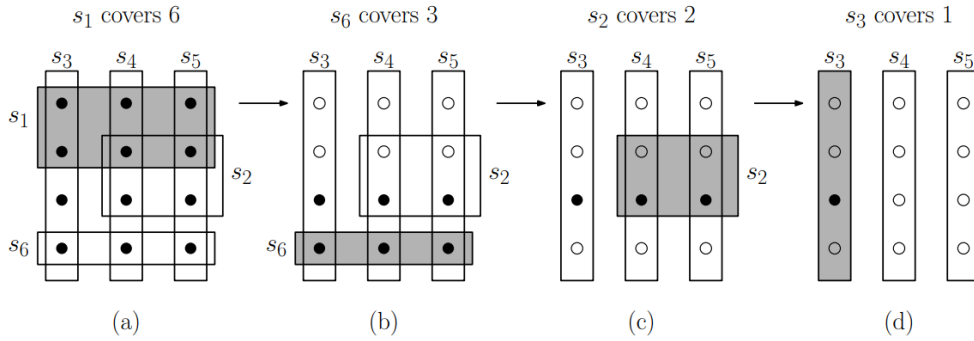 s1 covers 6
s6 covers 3
s2 covers 2
s3 covers 1
s3 s4 s5
s3 s4 s5
s3 s4 s5
s3 s4 s5
s1
s2
s2
s2
s6
s6
(a)
(b)
(c)
(d)